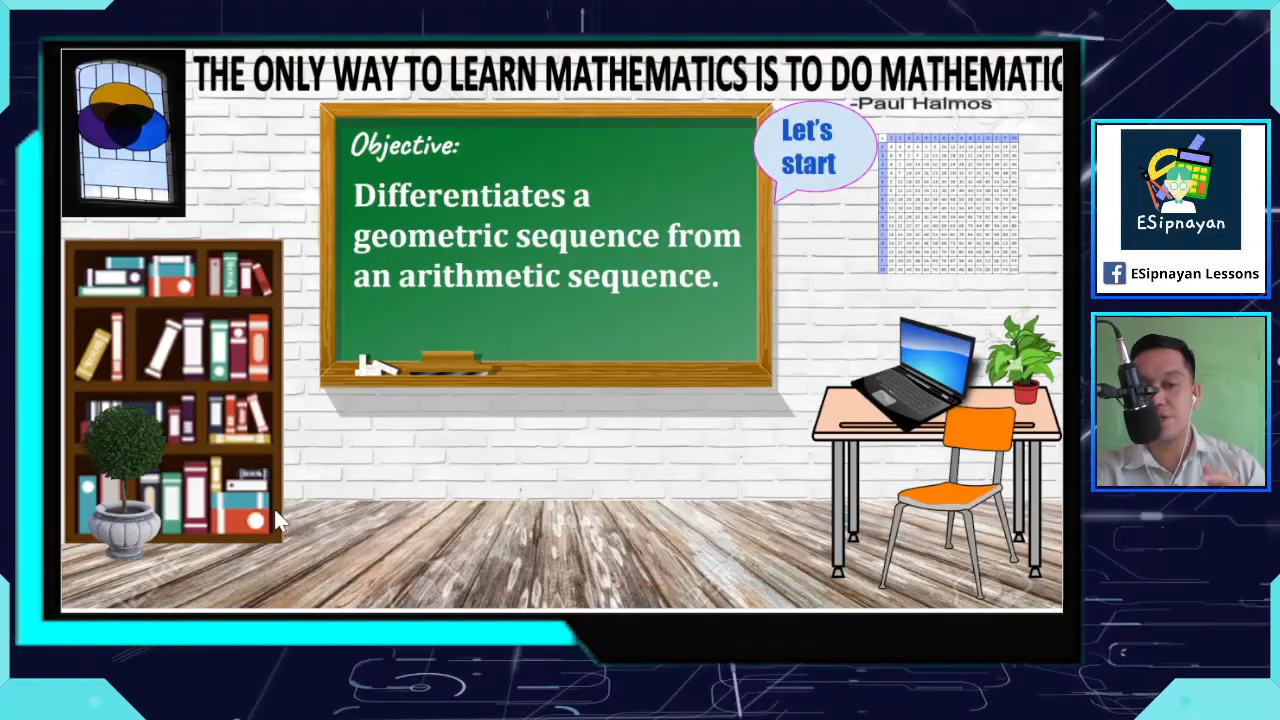 THE ONLY WAY TO LEARN MATHEMATICS IS TO DO MATHEMATIC
-Paul Halmos
Objective:
Differentiates a
geometric sequence from
an arithmetic sequence.
Let's
start
ESipnayan
ESipnayan Lessons